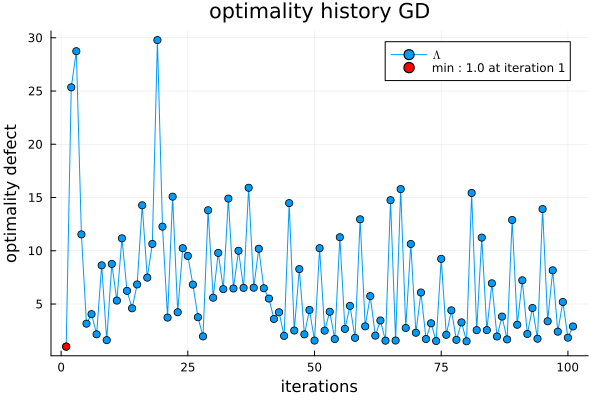 optimality history GD
30
25
20
15
10
5
optimality defect
Λ
min : 1.0 at iteration 1
0
25
50
75
100
iterations